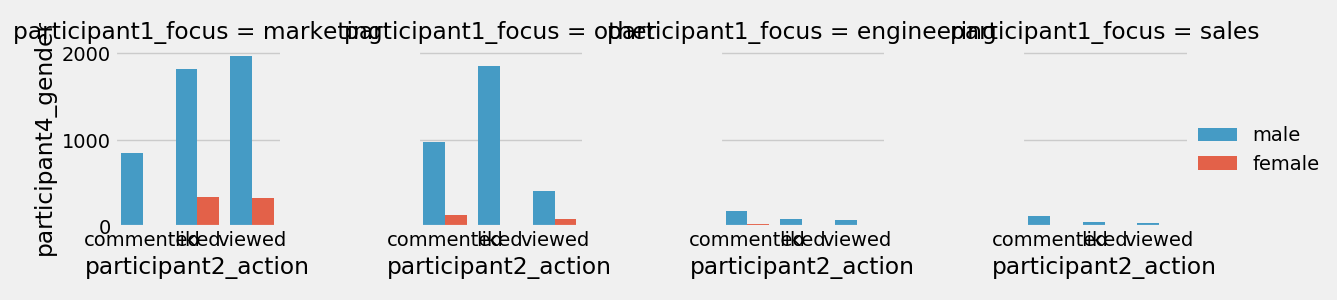 participant1_focus = marketing
participant1_focus = other
participant1_focus = engineering
participant1_focus = sales
participant4_gender
2000
1000
0
commented liked viewed
commented liked viewed
commented liked viewed
commented liked viewed
participant2_action
participant2_action
participant2_action
participant2_action
male
female